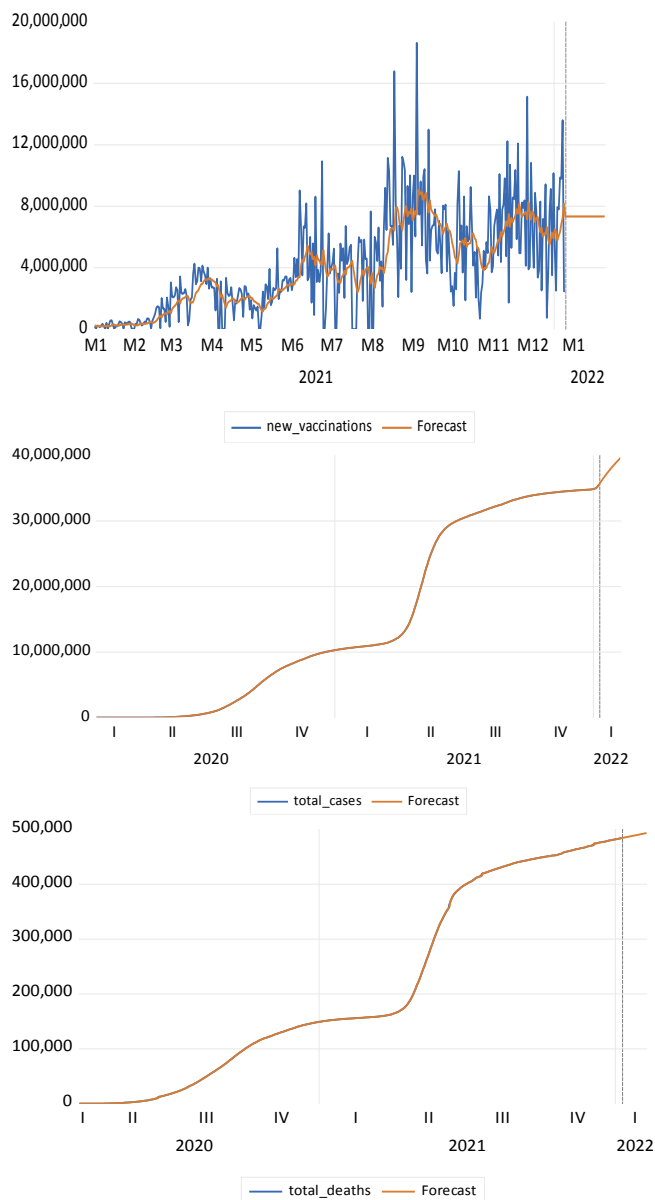 20,000,000
16,000,000
12,000,000
8,000,000
4,000,000
0
M1 M2 M3 M4 M5 M6 M7 M8 M9 M10 M11 M12 M1
2021 2022
new_vaccinations Forecast
40,000,000
30,000,000
20,000,000
10,000,000
0
I II III IV I II III IV I
2020 2021 2022
total_cases Forecast
500,000
400,000
300,000
200,000
100,000
0
I II III IV I II III IV I
2020 2021 2022
total_deaths Forecast